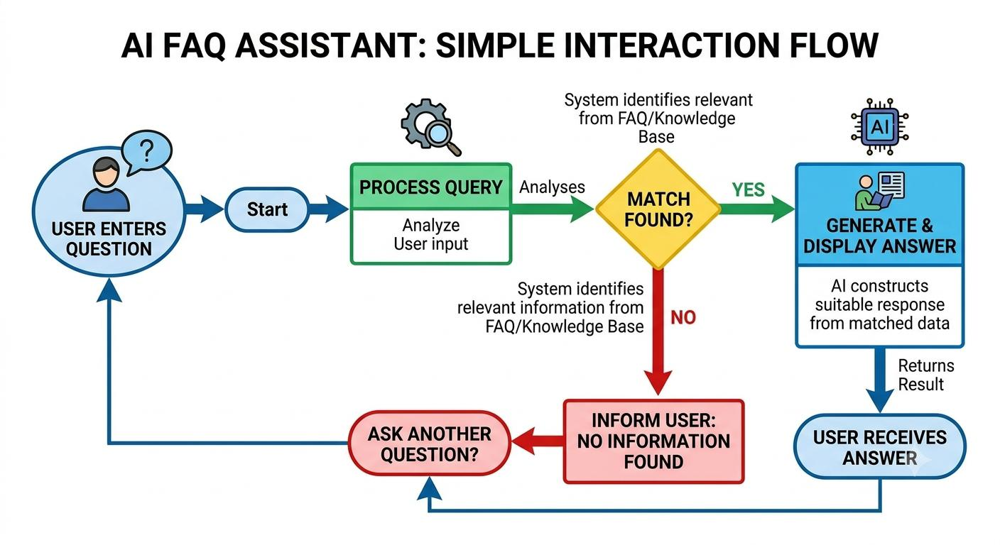 AI FAQ ASSISTANT: SIMPLE INTERACTION FLOW
?
USER ENTERS
QUESTION
Start
PROCESS QUERY
Analyze
User input
Analyses
System identifies relevant
from FAQ/Knowledge
Base
MATCH
FOUND?
YES
AI
GENERATE &
DISPLAY ANSWER
AI constructs
suitable response
from matched data
System identifies
relevant information from
FAQ/Knowledge Base
NO
Returns
Result
INFORM USER:
NO INFORMATION
FOUND
ASK ANOTHER
QUESTION?
USER RECEIVES
ANSWER